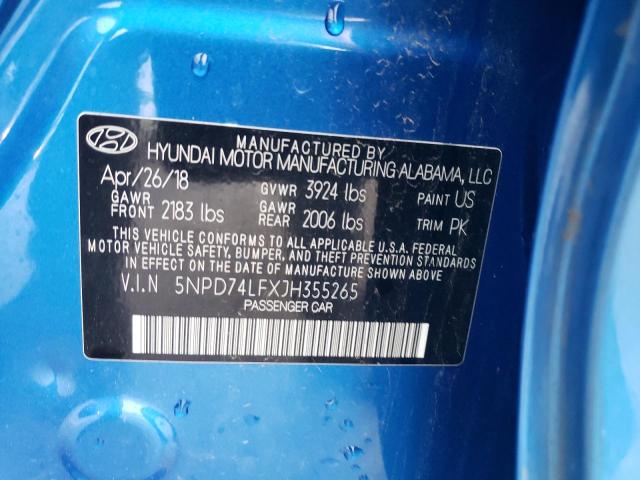 MANUFACTURED BY
HYUNDAI MOTOR MANUFACTURING ALABAMA, LLC
Apr/26/18 GVWR 3924 lbs PAINT US
GAWR FRONT 2183 lbs GAWR REAR 2006 lbs TRIM PK
THIS VEHICLE CONFORMS TO ALL APPLICABLE U.S.A. FEDERAL
MOTOR VEHICLE SAFETY, BUMPER, AND THEFT PREVENTION STANDARDS
IN EFFECT ON THE DATE OF MANUFACTURE SHOWN ABOVE.
V.I.N 5NPD74LFXJH355265
PASSENGER CAR